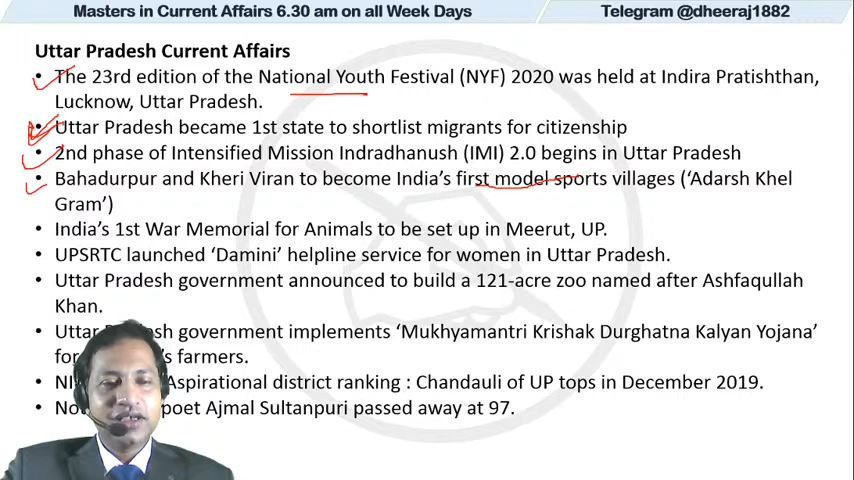 Masters in Current Affairs 6.30 am on all Week Days
Telegram @dheeraj1882
Uttar Pradesh Current Affairs
• The 23rd edition of the National Youth Festival (NYF) 2020 was held at Indira Pratishthan,
Lucknow, Uttar Pradesh.
• Uttar Pradesh became 1st state to shortlist migrants for citizenship
• 2nd phase of Intensified Mission Indradhanush (IMI) 2.0 begins in Uttar Pradesh
• Bahadurpur and Kheri Viran to become India's first model sports villages ('Adarsh Khel
Gram')
• India's 1st War Memorial for Animals to be set up in Meerut, UP.
• UPSRTC launched 'Damini' helpline service for women in Uttar Pradesh.
• Uttar Pradesh government announced to build a 121-acre zoo named after Ashfaqullah
Khan.
• Uttar Pradesh government implements 'Mukhyamantri Krishak Durghatna Kalyan Yojana'
for farmers.
• Aspirational district ranking : Chandauli of UP tops in December 2019.
• poet Ajmal Sultanpuri passed away at 97.